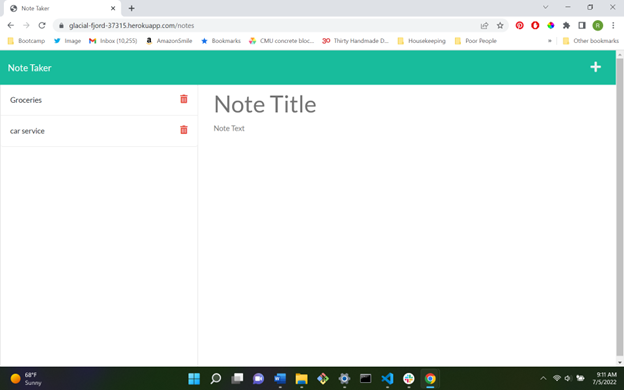 Note Taker
glacial-fjord-37315.herokuapp.com/notes
R
Bootcamp Image Inbox (10,255) AmazonSmile Bookmarks CMU concrete bloc... Thirty Handmade D... Housekeeping Poor People » Other bookmarks
Note Taker
Groceries
Note Title
car service
Note Text
68°F
Sunny
9:11 AM
7/5/2022